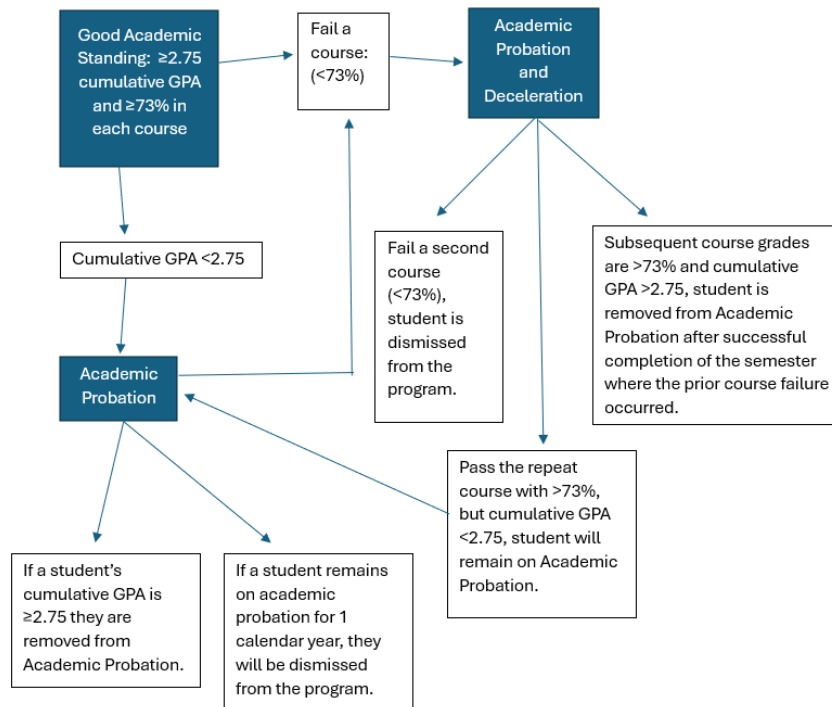 Good Academic
Standing: ≥2.75
cumulative GPA
and ≥73% in
each course
Fail a
course:
(<73%)
Academic
Probation
and
Deceleration
Cumulative GPA <2.75
Fail a second
course
(<73%),
student is
dismissed
from the
program.
Subsequent course grades
are >73% and cumulative
GPA >2.75, student is
removed from Academic
Probation after successful
completion of the semester
where the prior course failure
occurred.
Academic
Probation
Pass the repeat
course with >73%,
but cumulative GPA
<2.75, student will
remain on Academic
Probation.
If a student’s
cumulative GPA is
≥2.75 they are
removed from
Academic Probation.
If a student remains
on academic
probation for 1
calendar year, they
will be dismissed
from the program.